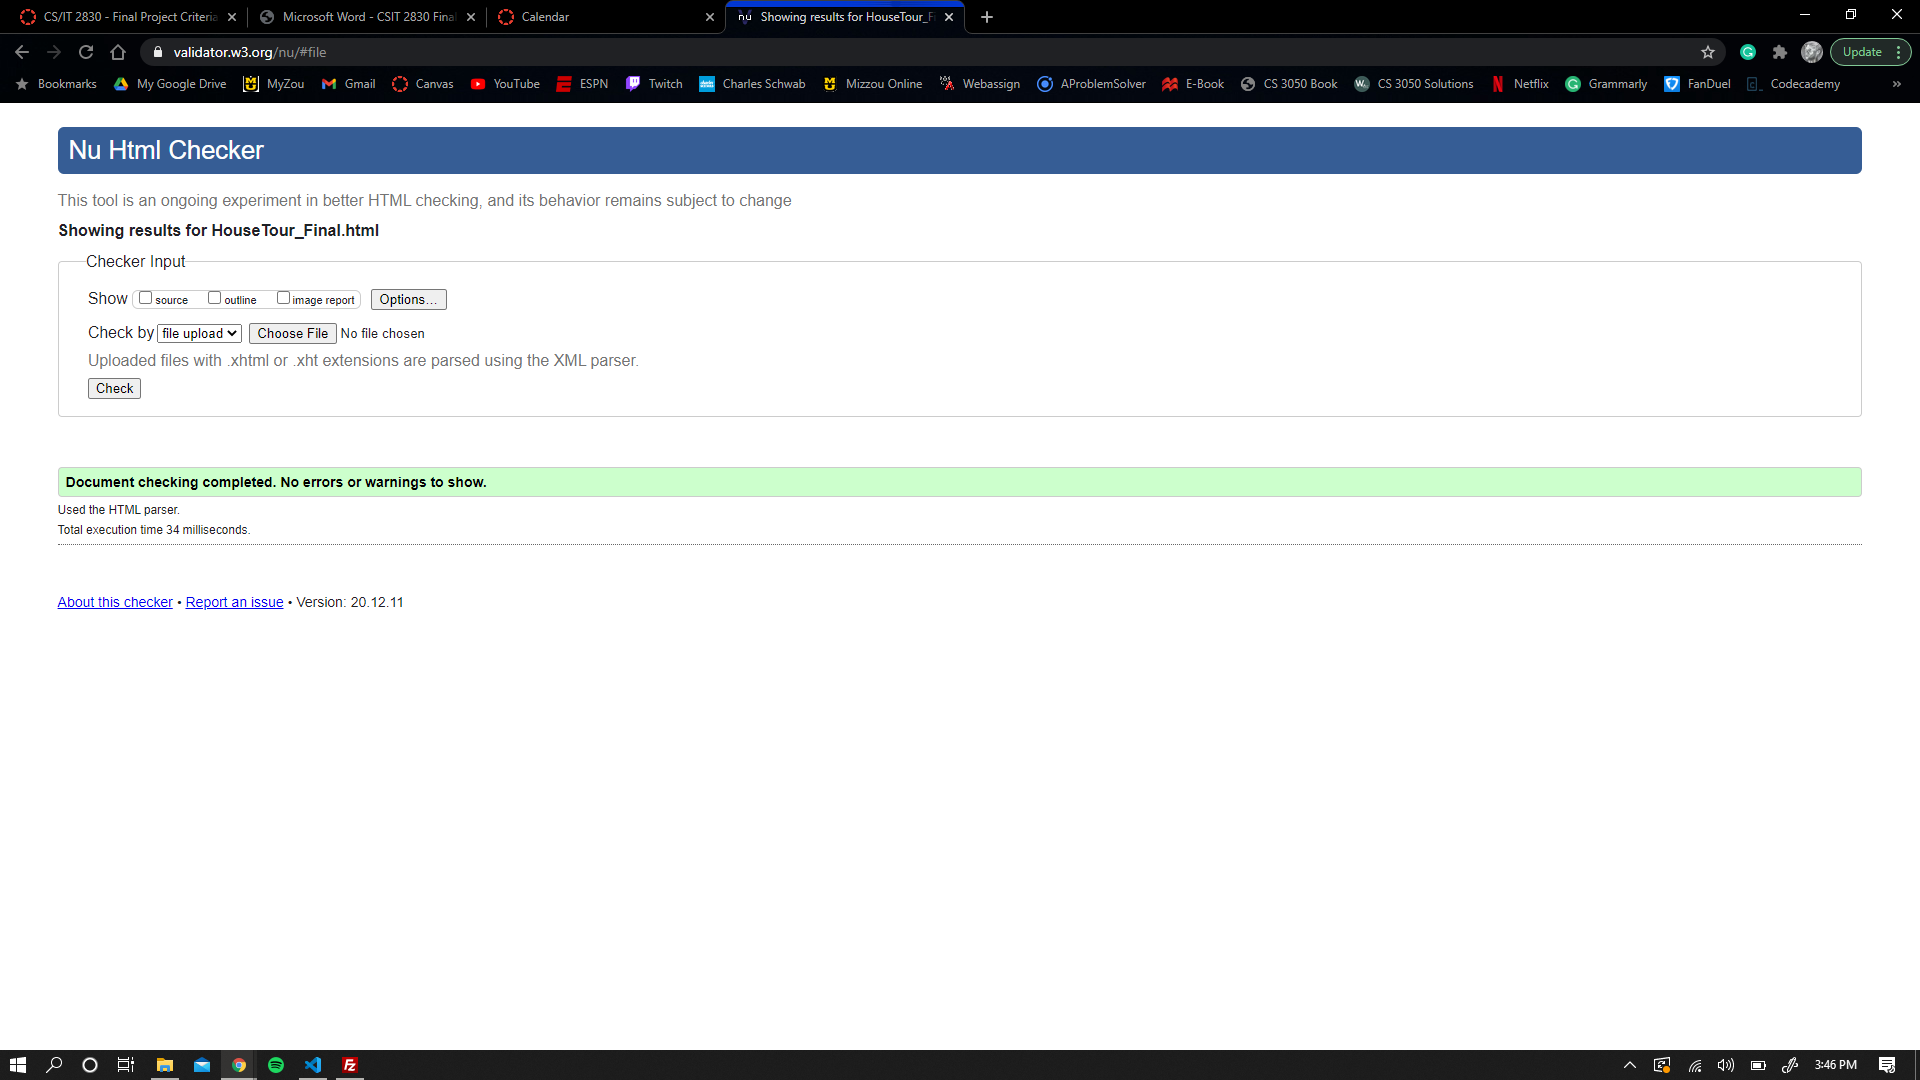 CS/IT 2830 - Final Project Criteria
Microsoft Word - CSIT 2830 Final
Calendar
Showing results for HouseTour_F
validator.w3.org/nu/#file
Update
Bookmarks
My Google Drive
MyZou
Gmail
Canvas
YouTube
ESPN
Twitch
Charles Schwab
Mizzou Online
Webassign
AProblemSolver
E-Book
CS 3050 Book
CS 3050 Solutions
Netflix
Grammarly
FanDuel
Codecademy
»
Nu Html Checker
This tool is an ongoing experiment in better HTML checking, and its behavior remains subject to change
Showing results for HouseTour_Final.html
Checker Input
Show source outline image report Options...
Check by file upload Choose File No file chosen
Uploaded files with .xhtml or .xht extensions are parsed using the XML parser.
Check
Document checking completed. No errors or warnings to show.
Used the HTML parser.
Total execution time 34 milliseconds.
About this checker • Report an issue • Version: 20.12.11
3:46 PM